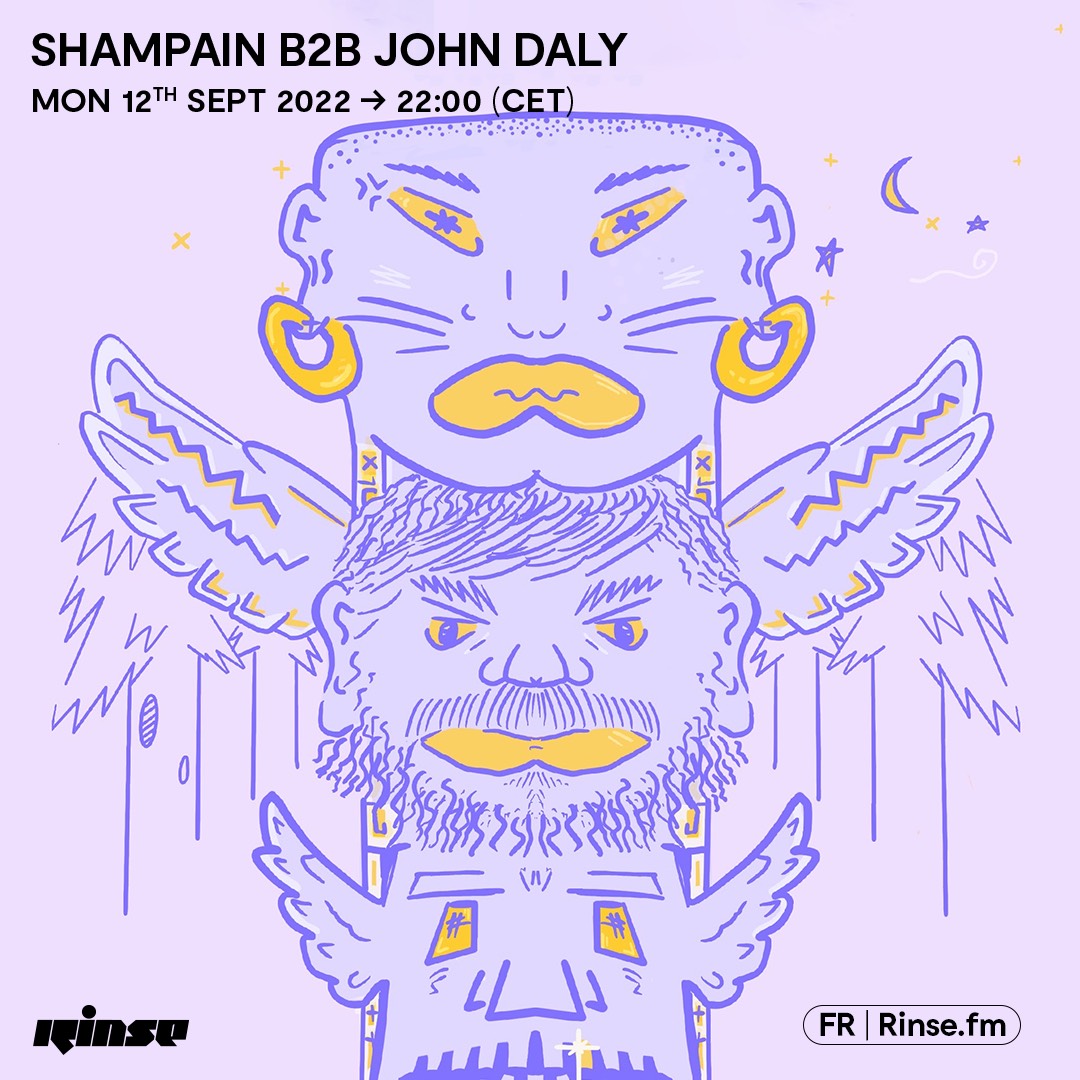 SHAMPAIN B2B JOHN DALY
MON 12TH SEPT 2022 → 22:00 (CET)
rinse
FR | Rinse.fm